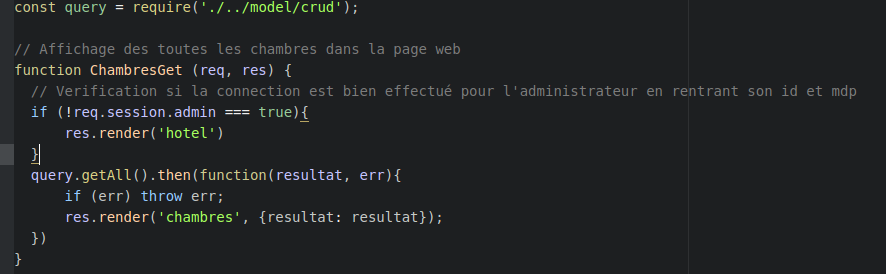 const query = require('./../model/crud');
// Affichage des toutes les chambres dans la page web
function ChambresGet (req, res) {
// Verification si la connection est bien effectué pour l'administrateur en rentrant son id et mdp
if (!req.session.admin === true){
res.render('hotel')
}
query.getAll().then(function(resultat, err){
if (err) throw err;
res.render('chambres', {resultat: resultat});
})
}